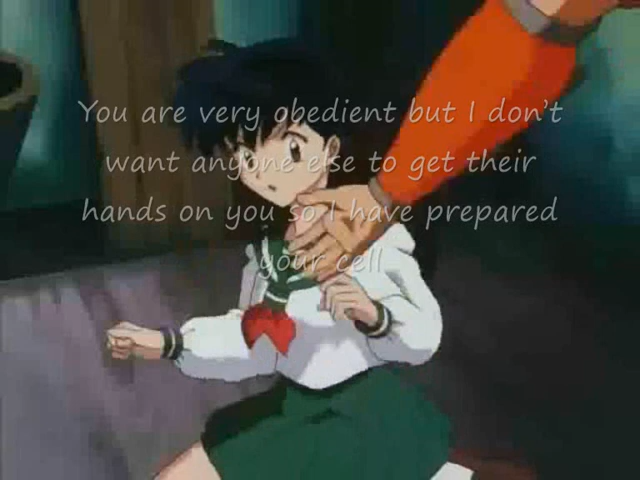 You are very obedient but I don't
want anyone else to get their
hands on you so I have prepared
your cell